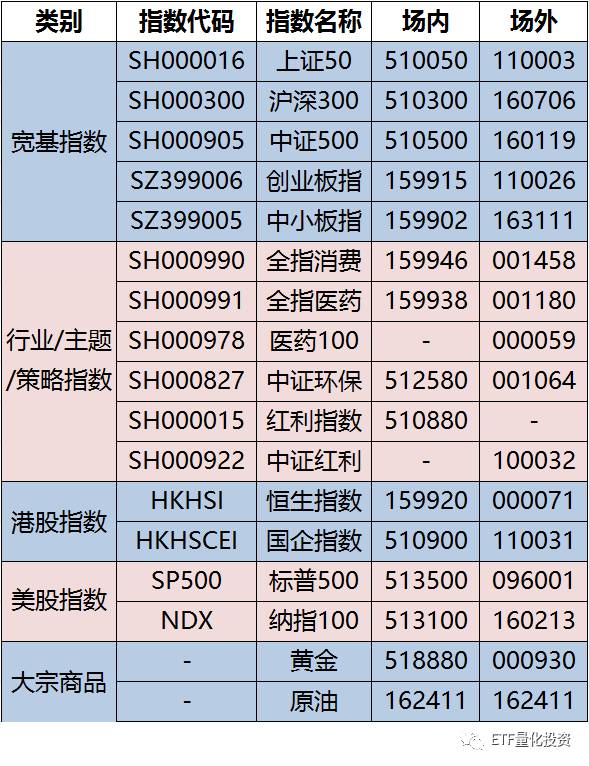 类别 指数代码 指数名称 场内 场外
宽基指数
SH000016 上证50 510050 110003
SH000300 沪深300 510300 160706
SH000905 中证500 510500 160119
SZ399006 创业板指 159915 110026
SZ399005 中小板指 159902 163111
行业/主题
/策略指数
SH000990 全指消费 159946 001458
SH000991 全指医药 159938 001180
SH000978 医药100 - 000059
SH000827 中证环保 512580 001064
SH000015 红利指数 510880 -
SH000922 中证红利 - 100032
港股指数
HKHSI 恒生指数 159920 000071
HKHSCEI 国企指数 510900 110031
美股指数
SP500 标普500 513500 096001
NDX 纳指100 513100 160213
大宗商品
- 黄金 518880 000930
- 原油 162411 162411
ETF量化投资